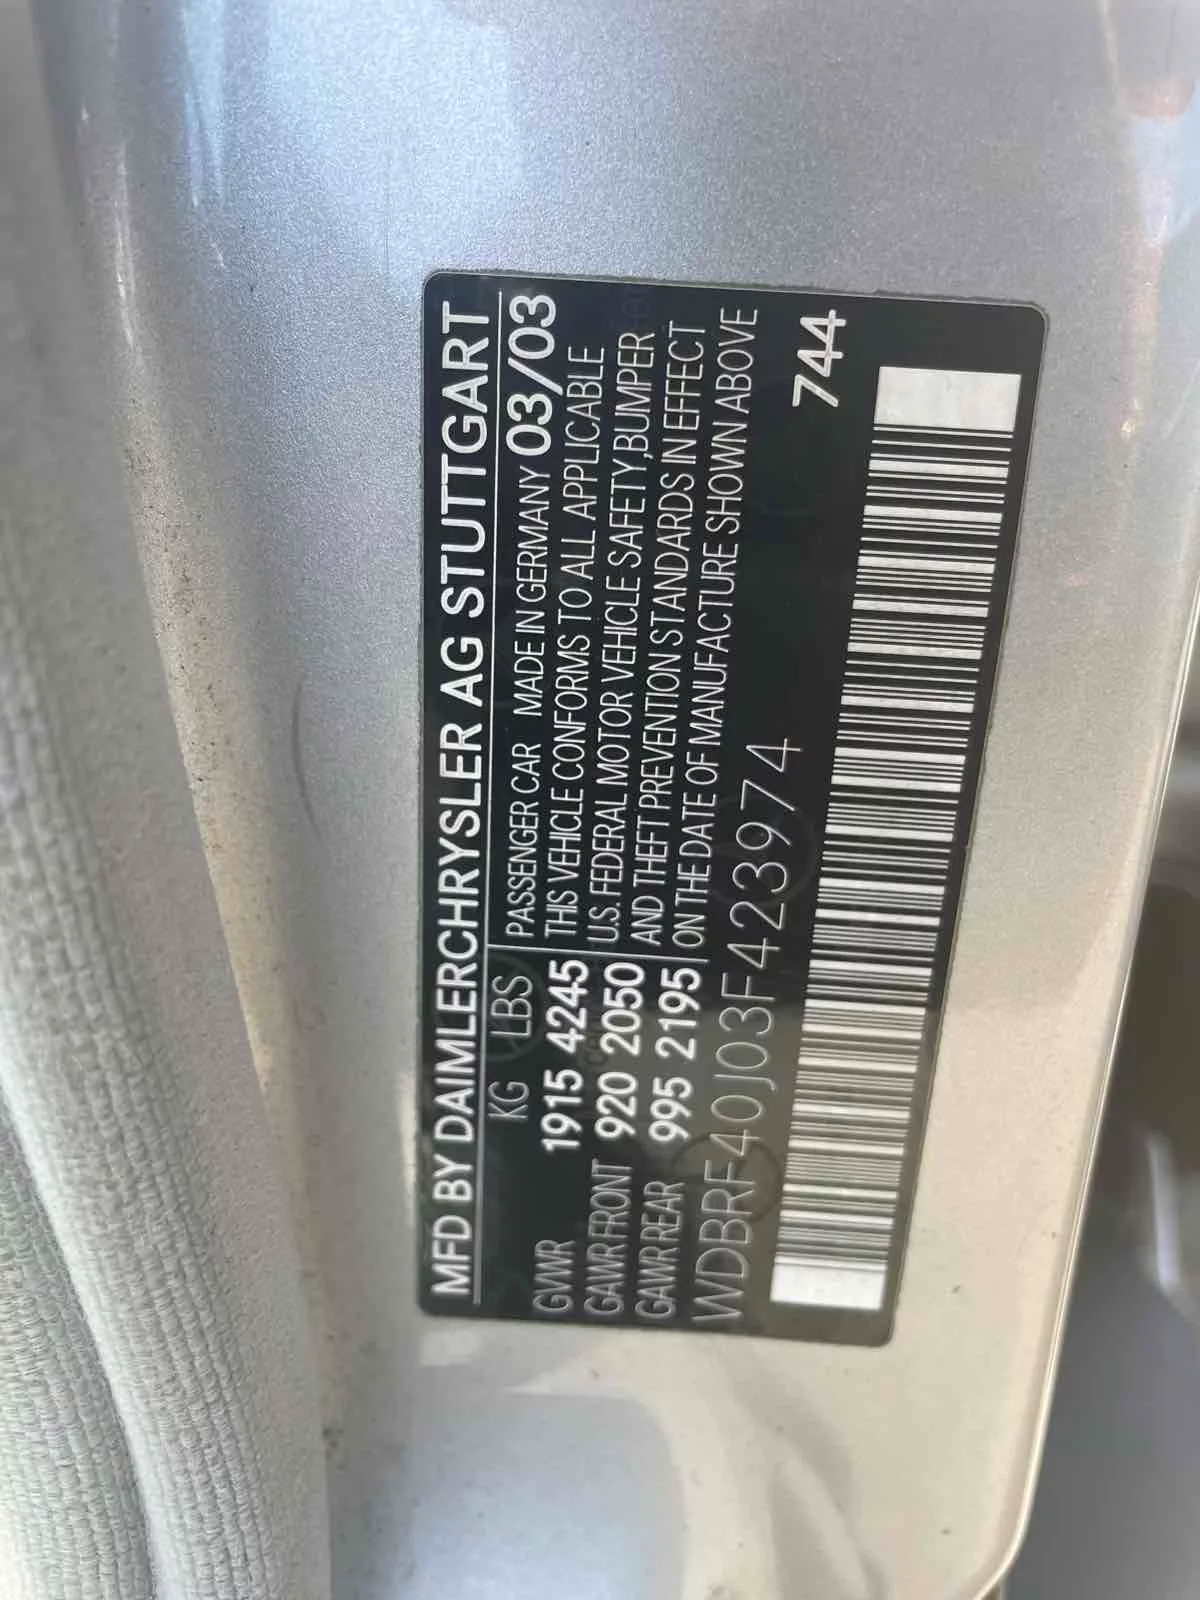 MFD BY DAIMLERCHRYSLER AG STUTTGART
KG LBS
GVWR 1915 4245
GAWR FRONT 920 2050
GAWR REAR 995 2195
PASSENGER CAR MADE IN GERMANY 03/03
THIS VEHICLE CONFORMS TO ALL APPLICABLE
U.S. FEDERAL MOTOR VEHICLE SAFETY,BUMPER
AND THEFT PREVENTION STANDARDS IN EFFECT
ON THE DATE OF MANUFACTURE SHOWN ABOVE
WDBRF40J03F423974
744